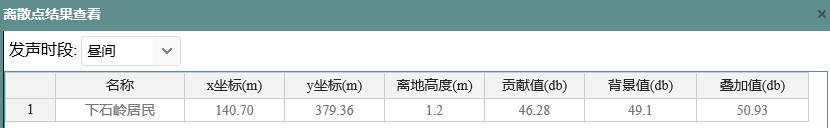 离散点结果查看
发声时段: 昼间
名称 x坐标(m) y坐标(m) 离地高度(m) 贡献值(db) 背景值(db) 叠加值(db)
1 下石岭居民 140.70 379.36 1.2 46.28 49.1 50.93